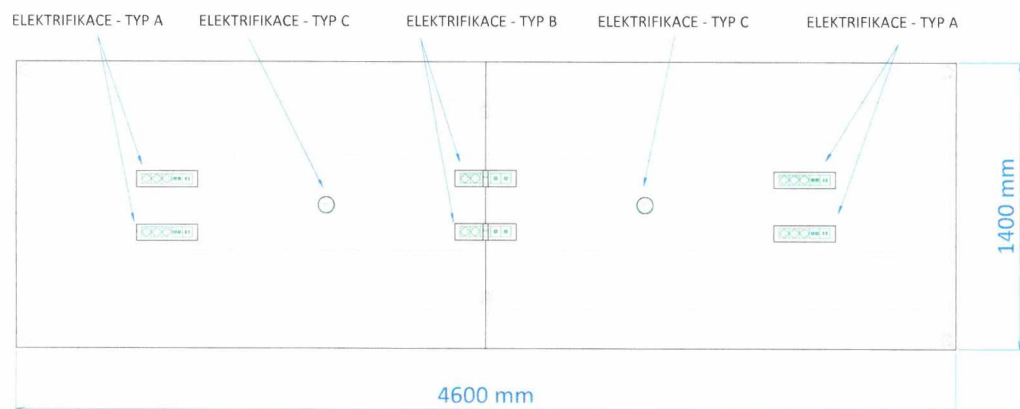 ELEKTRIFIKACE - TYP A
ELEKTRIFIKACE - TYP C
ELEKTRIFIKACE - TYP B
ELEKTRIFIKACE - TYP C
ELEKTRIFIKACE - TYP A
1400 mm
4600 mm